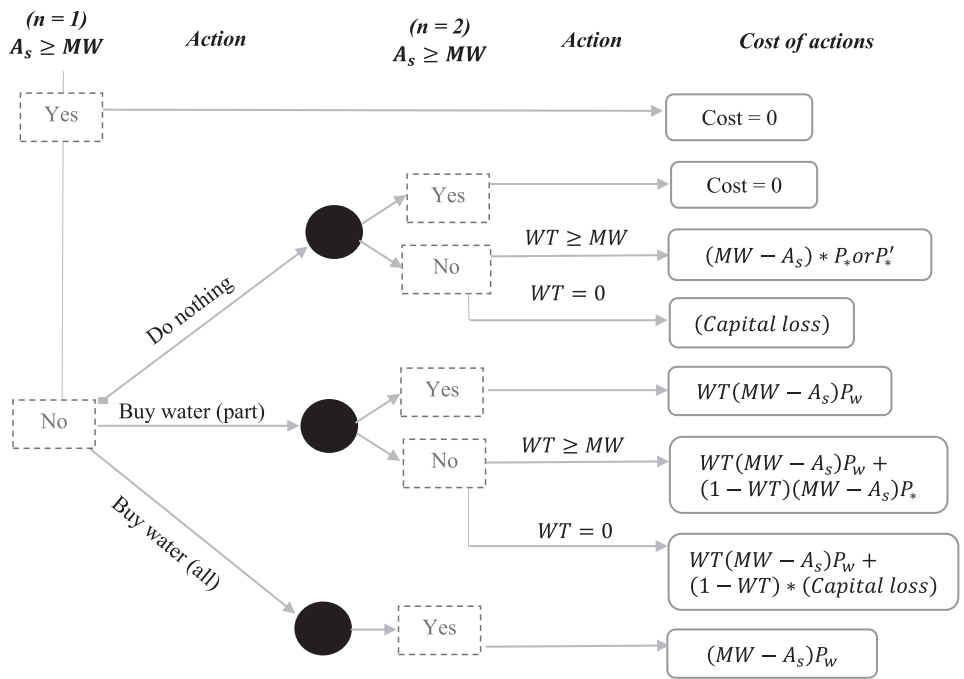 (n = 1)
A_s ≥ MW
Action
(n = 2)
A_s ≥ MW
Action
Cost of actions
Yes
Cost = 0
Yes
Cost = 0
Do nothing
No
WT ≥ MW
(MW − A_s) * P_* or P'_*
WT = 0
(Capital loss)
No
Buy water (part)
Yes
WT(MW − A_s)P_w
No
WT ≥ MW
WT(MW − A_s)P_w +
(1 − WT)(MW − A_s)P_*
WT = 0
WT(MW − A_s)P_w +
(1 − WT) * (Capital loss)
Buy water (all)
Yes
(MW − A_s)P_w